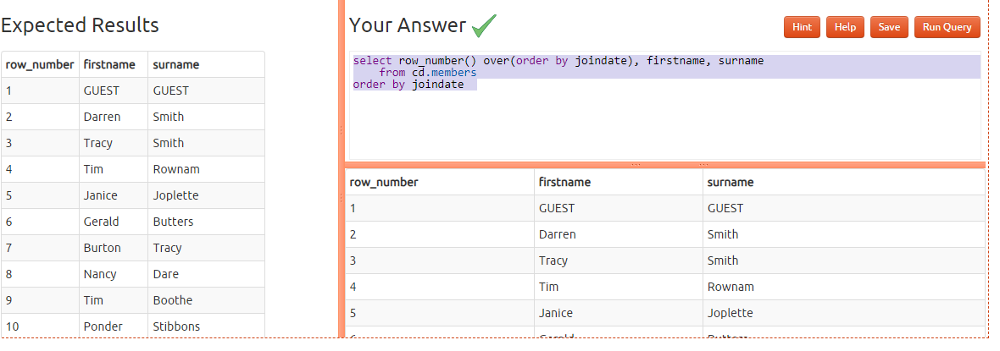 Expected Results
row_number firstname surname
1 GUEST GUEST
2 Darren Smith
3 Tracy Smith
4 Tim Rownam
5 Janice Joplette
6 Gerald Butters
7 Burton Tracy
8 Nancy Dare
9 Tim Boothe
10 Ponder Stibbons
Your Answer
Hint Help Save Run Query
select row_number() over(order by joindate), firstname, surname
from cd.members
order by joindate
row_number firstname surname
1 GUEST GUEST
2 Darren Smith
3 Tracy Smith
4 Tim Rownam
5 Janice Joplette
6 Gerald Butters